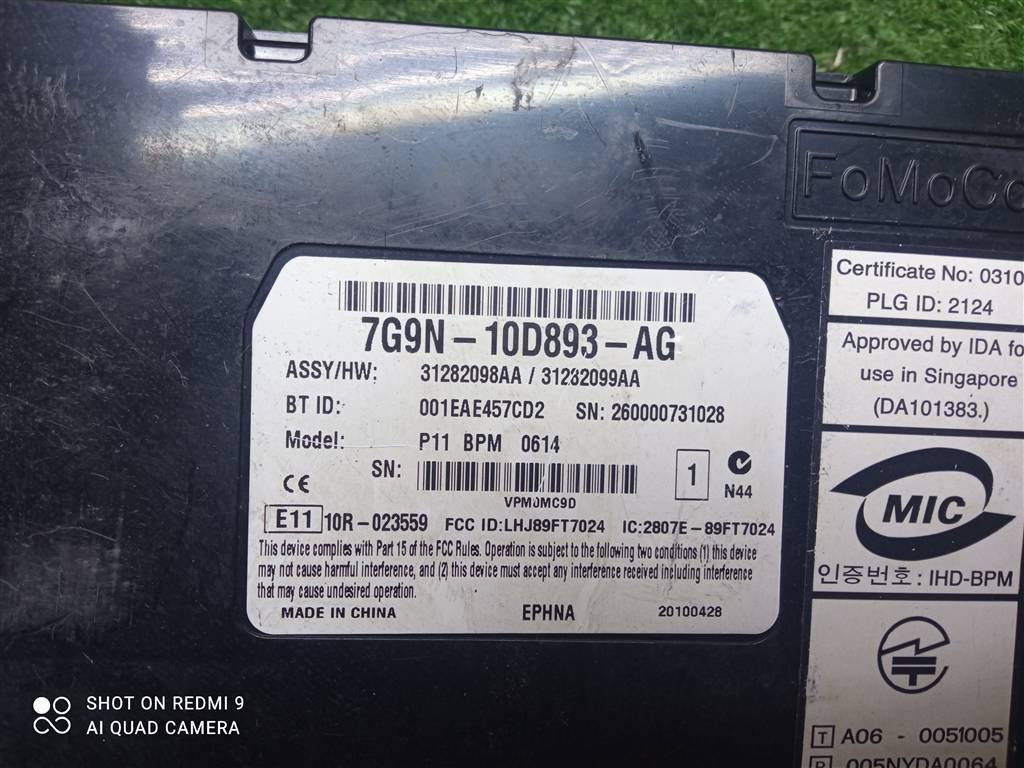 FoMoCo
7G9N-10D893-AG
ASSY/HW: 31282098AA / 31282099AA
BT ID: 001EAE457CD2 SN: 260000731028
Model: P11 BPM 0614
SN:
1
N44
VPM0MC9D
CE
E11 10R-023559 FCC ID:LHJ89FT7024 IC:2807E-89FT7024
This device complies with Part 15 of the FCC Rules. Operation is subject to the following two conditions (1) this device
may not cause harmful interference, and (2) this device must accept any interference received including interference
that may cause undesired operation.
MADE IN CHINA EPHNA 20100428
Certificate No: 0310
PLG ID: 2124
Approved by IDA fo
use in Singapore
(DA101383.)
MIC
인증번호: IHD-BPM
T A06 - 0051005
005NYDA0064
SHOT ON REDMI 9
AI QUAD CAMERA